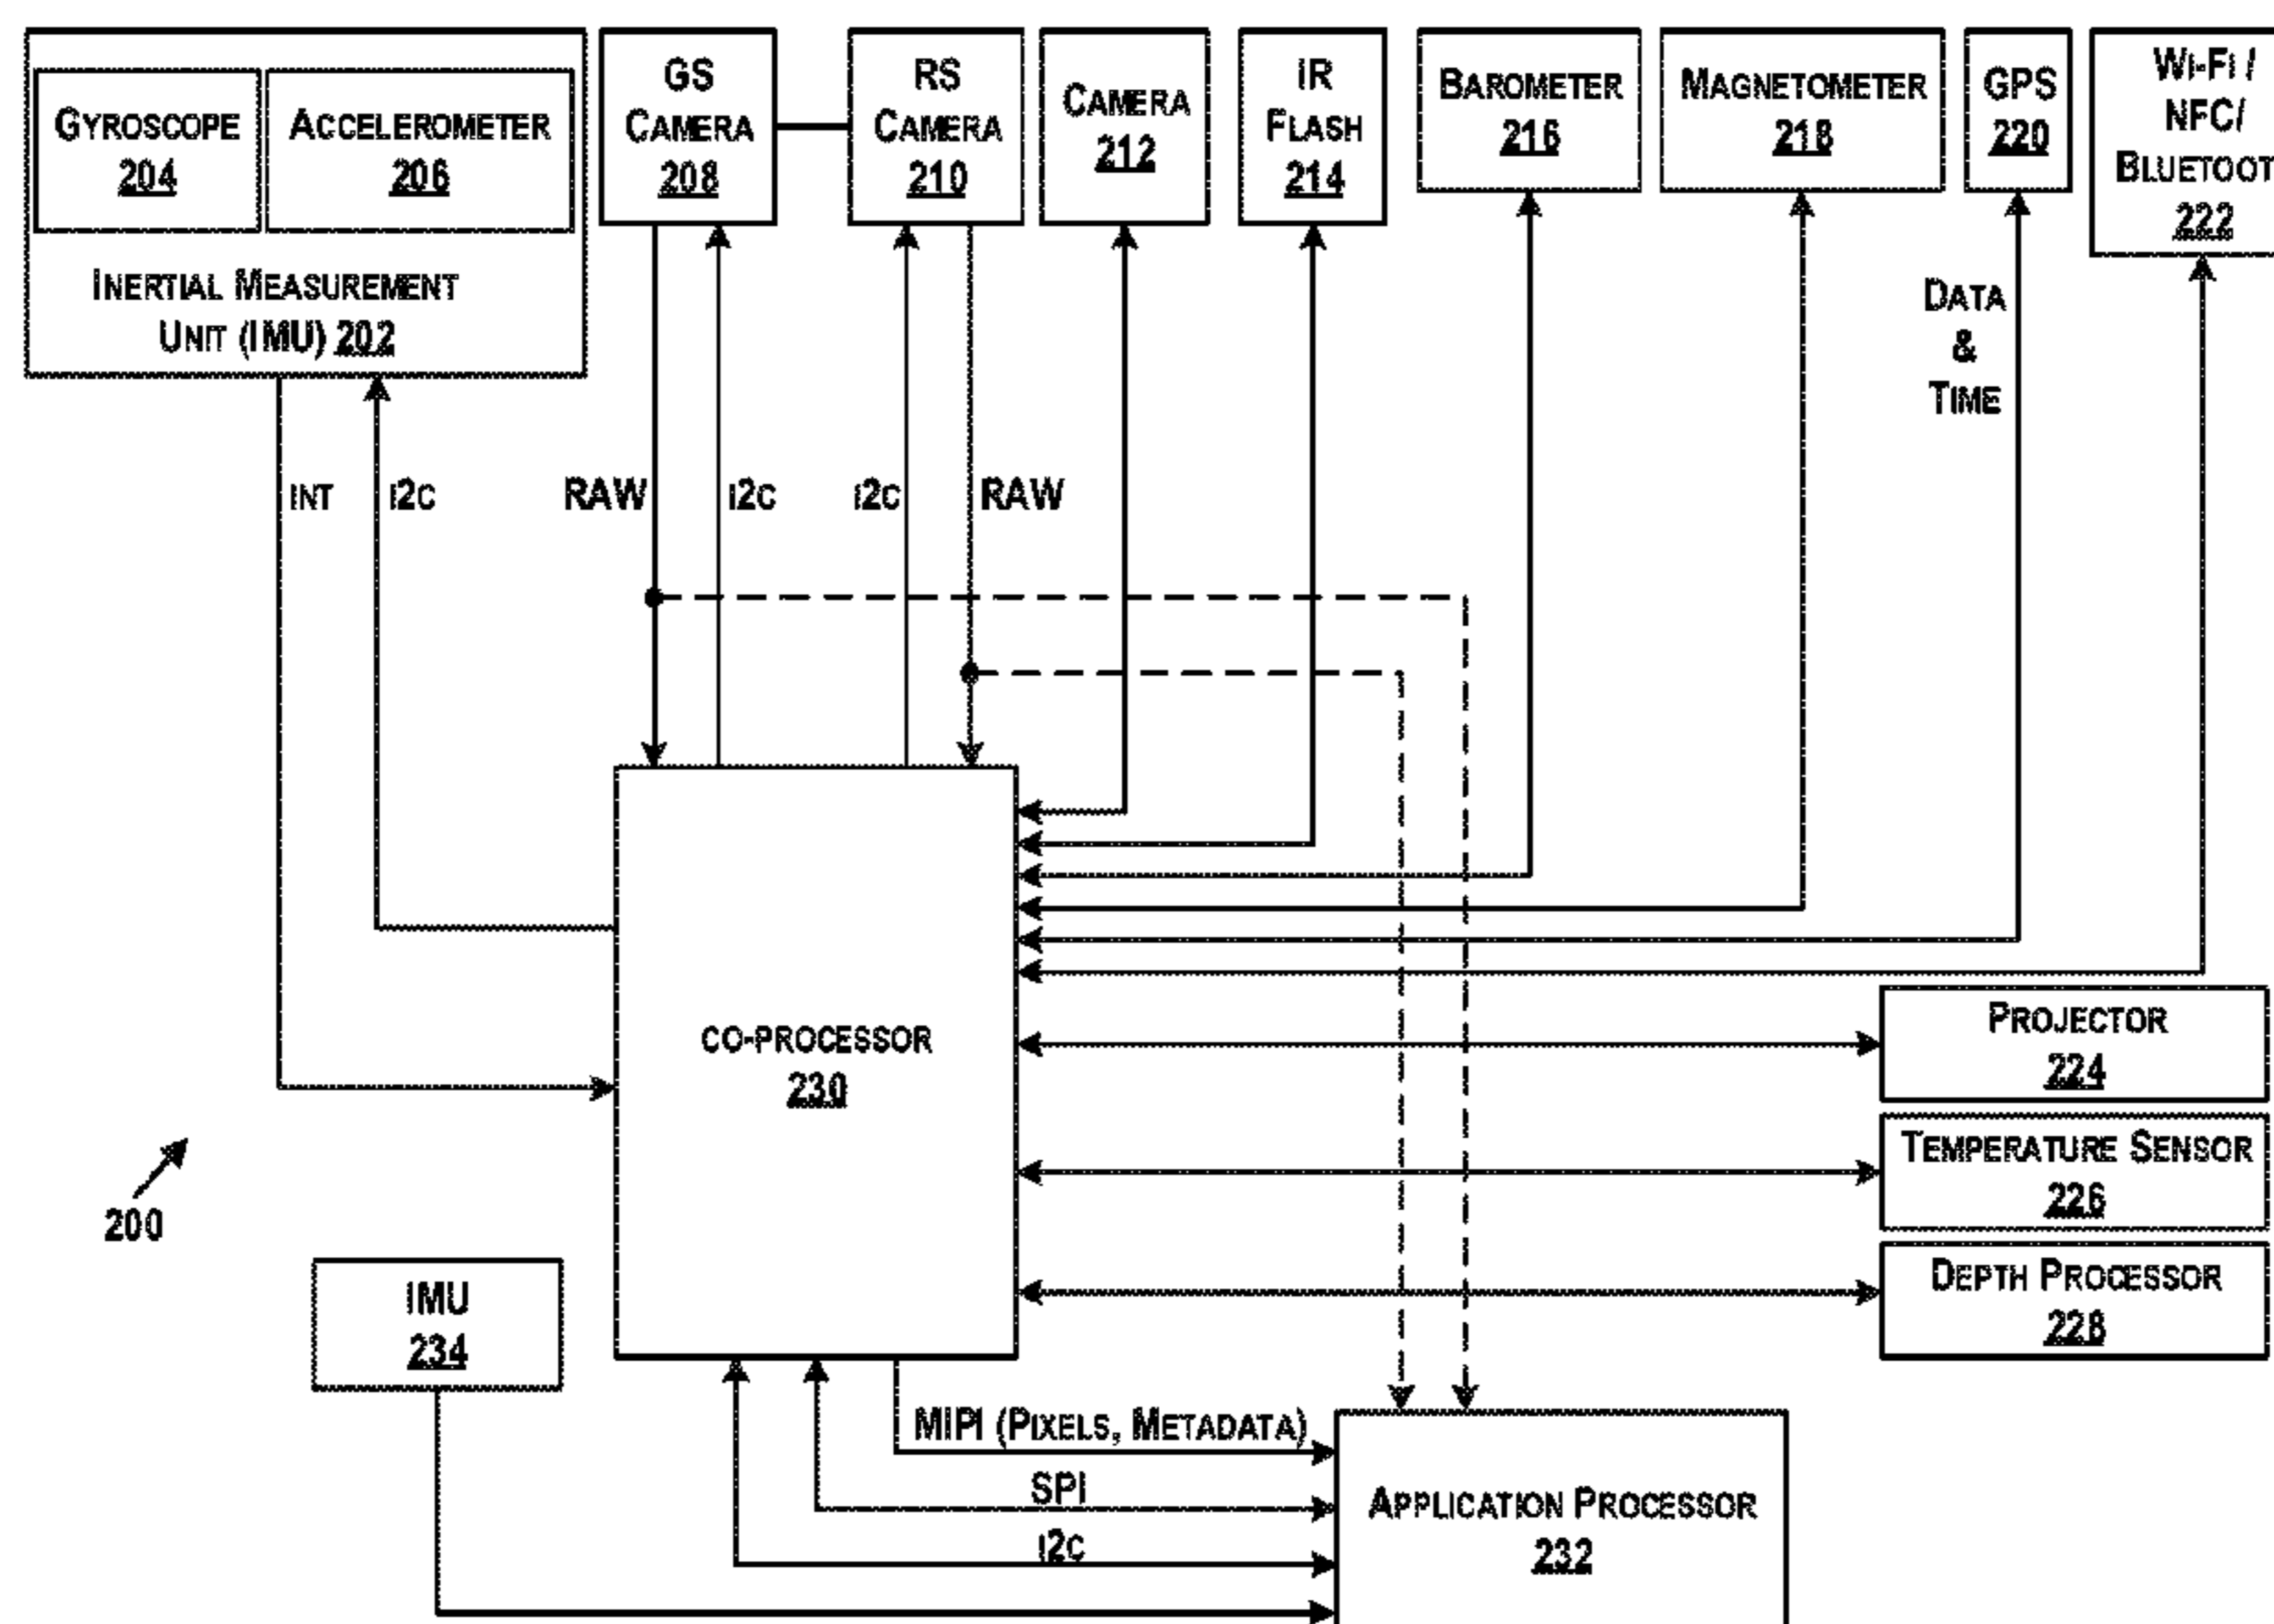 GYROSCOPE
204
ACCELEROMETER
206
INERTIAL MEASUREMENT
UNIT (IMU) 202
GS
CAMERA
208
RS
CAMERA
210
CAMERA
212
IR
FLASH
214
BAROMETER
216
MAGNETOMETER
218
GPS
220
WI-FI /
NFC/
BLUETOOT
222
DATA
&
TIME
INT
I2C
RAW
I2C
I2C
RAW
CO-PROCESSOR
230
PROJECTOR
224
TEMPERATURE SENSOR
226
DEPTH PROCESSOR
228
200
IMU
234
MIPI (PIXELS, METADATA)
SPI
I2C
APPLICATION PROCESSOR
232